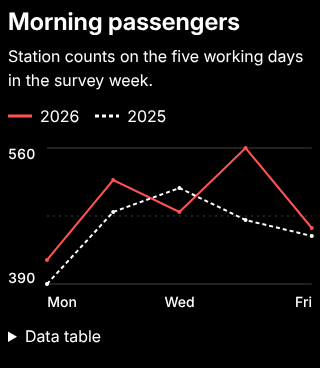 Morning passengers
Station counts on the five working days
in the survey week.
2026 2025
560
390
Mon Wed Fri
Data table